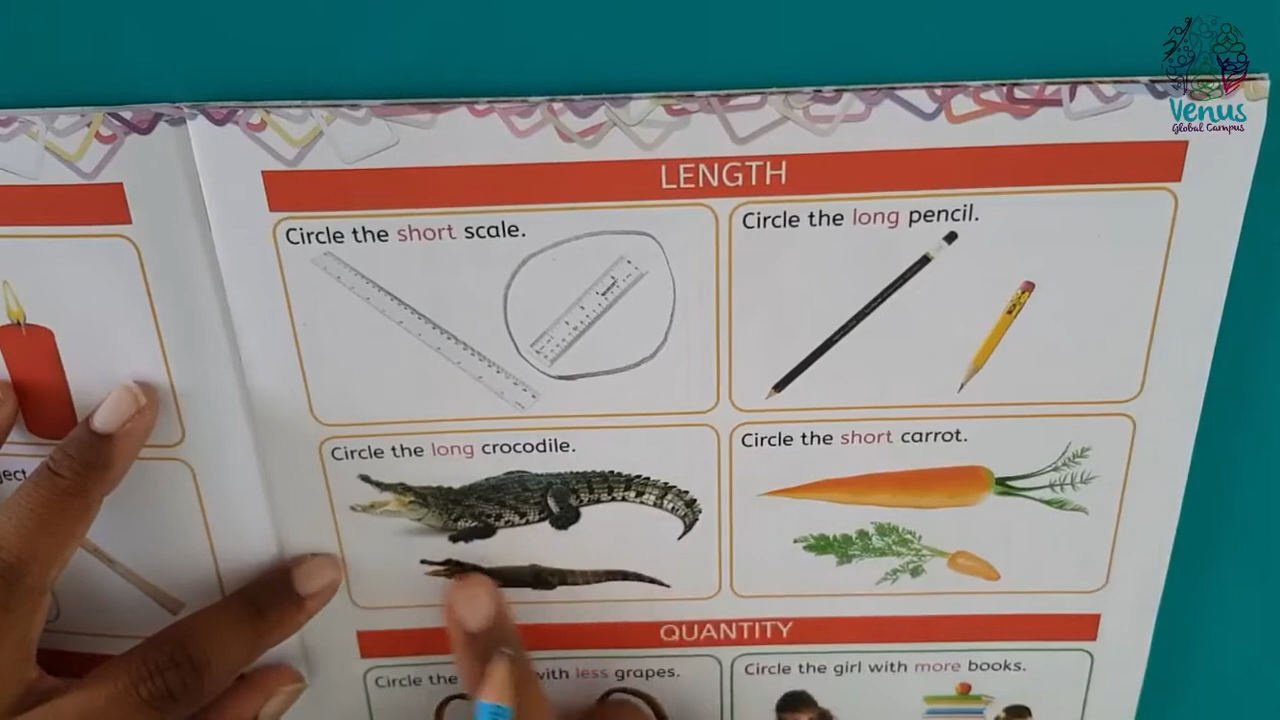 Venus
Global Campus
LENGTH
Circle the short scale.
Circle the long pencil.
Circle the long crocodile.
Circle the short carrot.
QUANTITY
Circle the
with less grapes.
Circle the girl with more books.